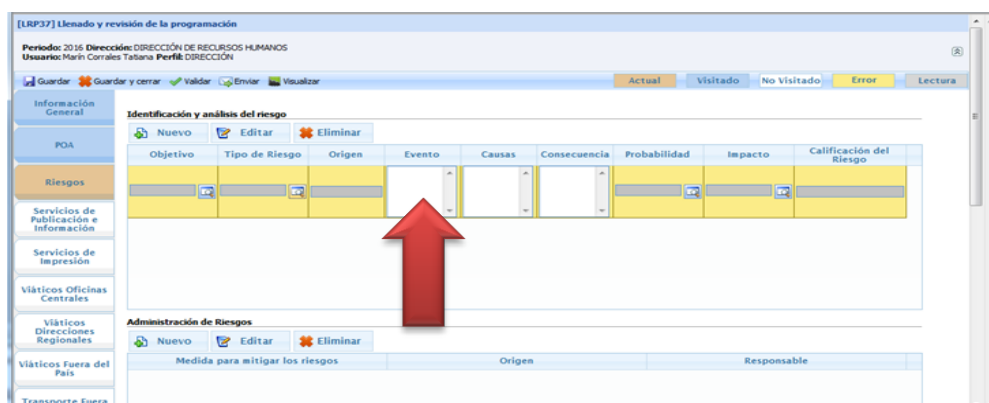 [LRP37] Llenado y revisión de la programación
Periodo: 2016 Dirección: DIRECCIÓN DE RECURSOS HUMANOS
Usuario: Marín Corrales Tatiana Perfil: DIRECCIÓN
Guardar Guardar y cerrar Validar Enviar Visualizar Actual Visitado No Visitado Error Lectura
Información
General
POA
Riesgos
Servicios de
Publicación e
Información
Servicios de
Impresión
Viáticos Oficinas
Centrales
Viáticos
Direcciones
Regionales
Viáticos Fuera del
País
Transporte Fuera
Identificación y análisis del riesgo
Nuevo Editar Eliminar
Objetivo Tipo de Riesgo Origen Evento Causas Consecuencia Probabilidad Impacto Calificación del
Riesgo
Administración de Riesgos
Nuevo Editar Eliminar
Medida para mitigar los riesgos Origen Responsable